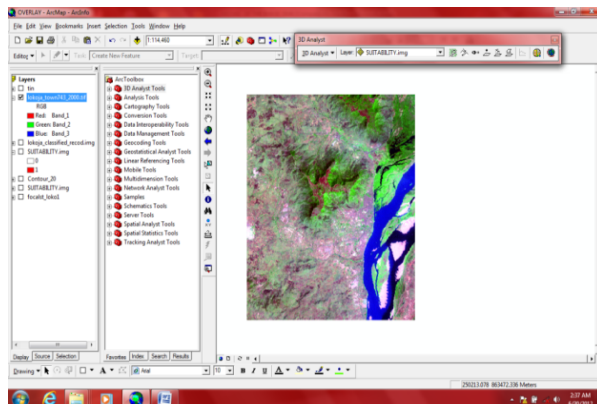 OVERLAY - ArcMap - ArcInfo
File Edit View Bookmarks Insert Selection Tools Window Help
1:114,460
3D Analyst
3D Analyst Layer: SUITABILITY.img
Editor Task: Create New Feature Target:
Layers
tin
RGB
Red: Band_1
Green: Band_2
Blue: Band_3
lokoja_classified_recod.img
SUITABILITY.img
0
1
Contour_20
SUITABILITY.img
focalst_loko1
ArcToolbox
3D Analyst Tools
Analysis Tools
Cartography Tools
Conversion Tools
Data Interoperability Tools
Data Management Tools
Geocoding Tools
Geostatistical Analyst Tools
Linear Referencing Tools
Mobile Tools
Multidimension Tools
Network Analyst Tools
Samples
Schematics Tools
Server Tools
Spatial Analyst Tools
Spatial Statistics Tools
Tracking Analyst Tools
Display Source Selection
Favorites Index Search Results
Drawing A Arial 10 B I U A
250213.078 863472.336 Meters
2:37 AM